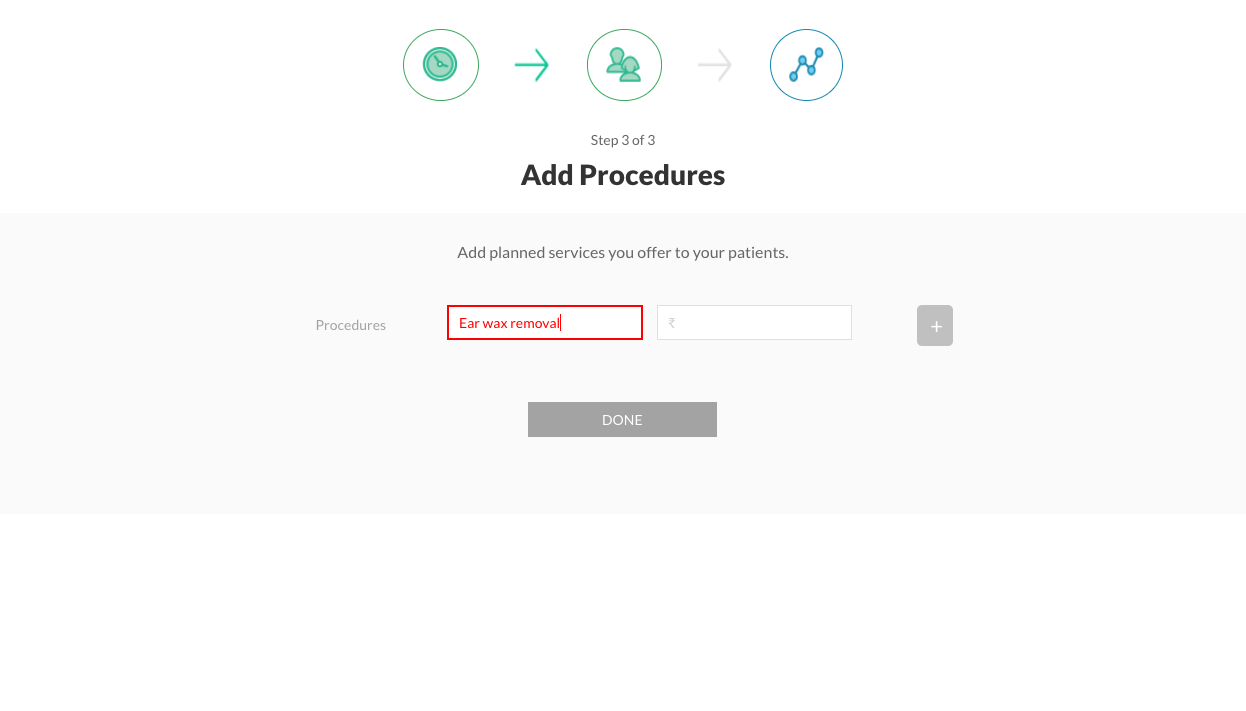 Step 3 of 3
Add Procedures
Add planned services you offer to your patients.
Procedures
Ear wax removal
₹
+
DONE